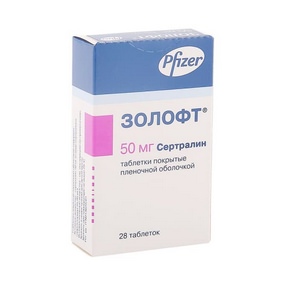 Pfizer
ЗОЛОФТ®
50 мг Сертралин
таблетки покрытые
пленочной оболочкой
28 таблеток